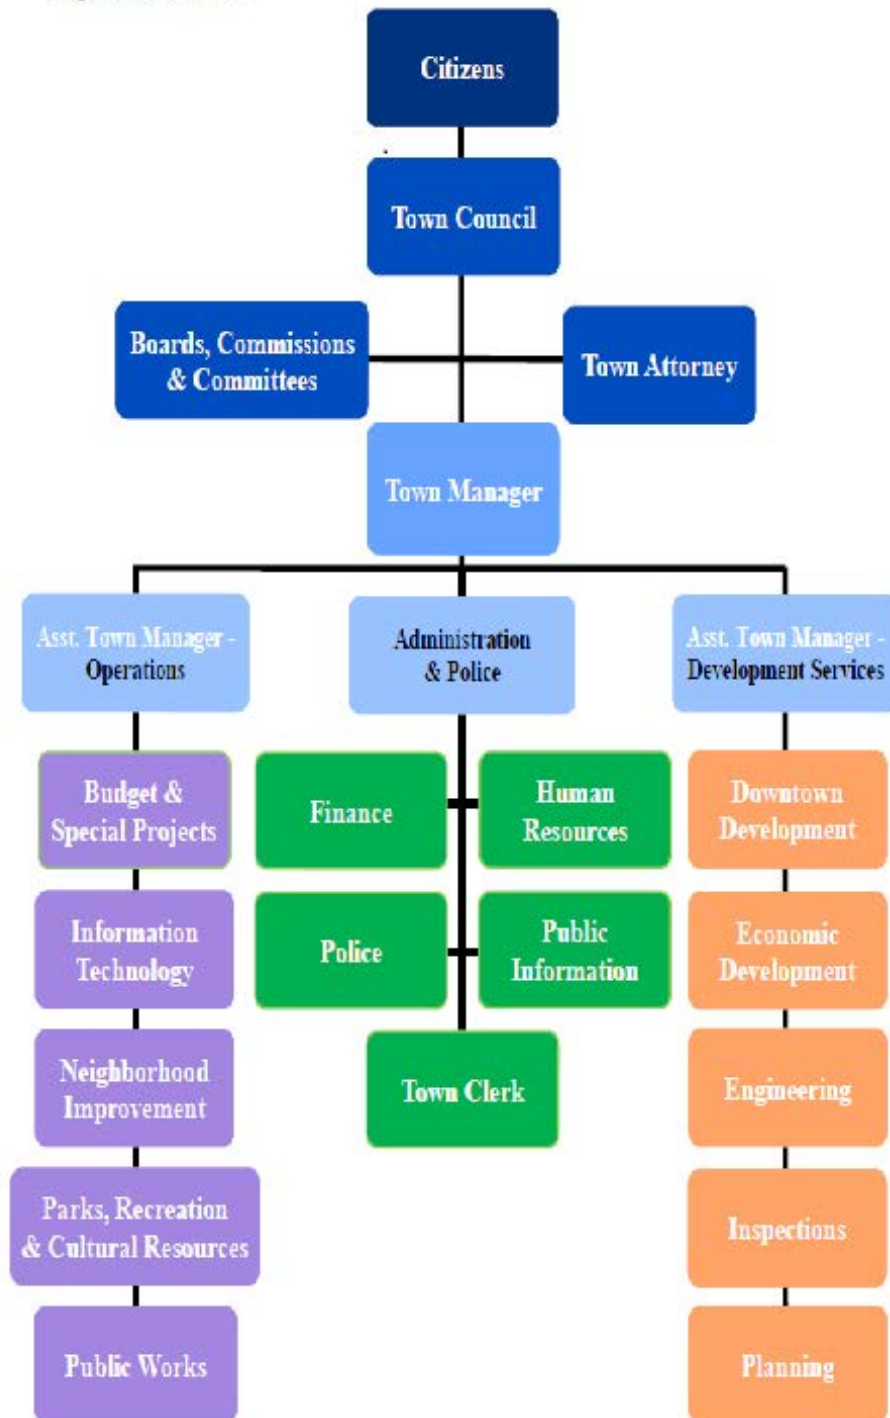 Citizens
Town Council
Boards, Commissions
& Committees
Town Attorney
Town Manager
Asst. Town Manager -
Operations
Administration
& Police
Asst. Town Manager -
Development Services
Budget &
Special Projects
Finance
Human
Resources
Downtown
Development
Information
Technology
Police
Public
Information
Economic
Development
Neighborhood
Improvement
Town Clerk
Engineering
Parks, Recreation
& Cultural Resources
Inspections
Public Works
Planning